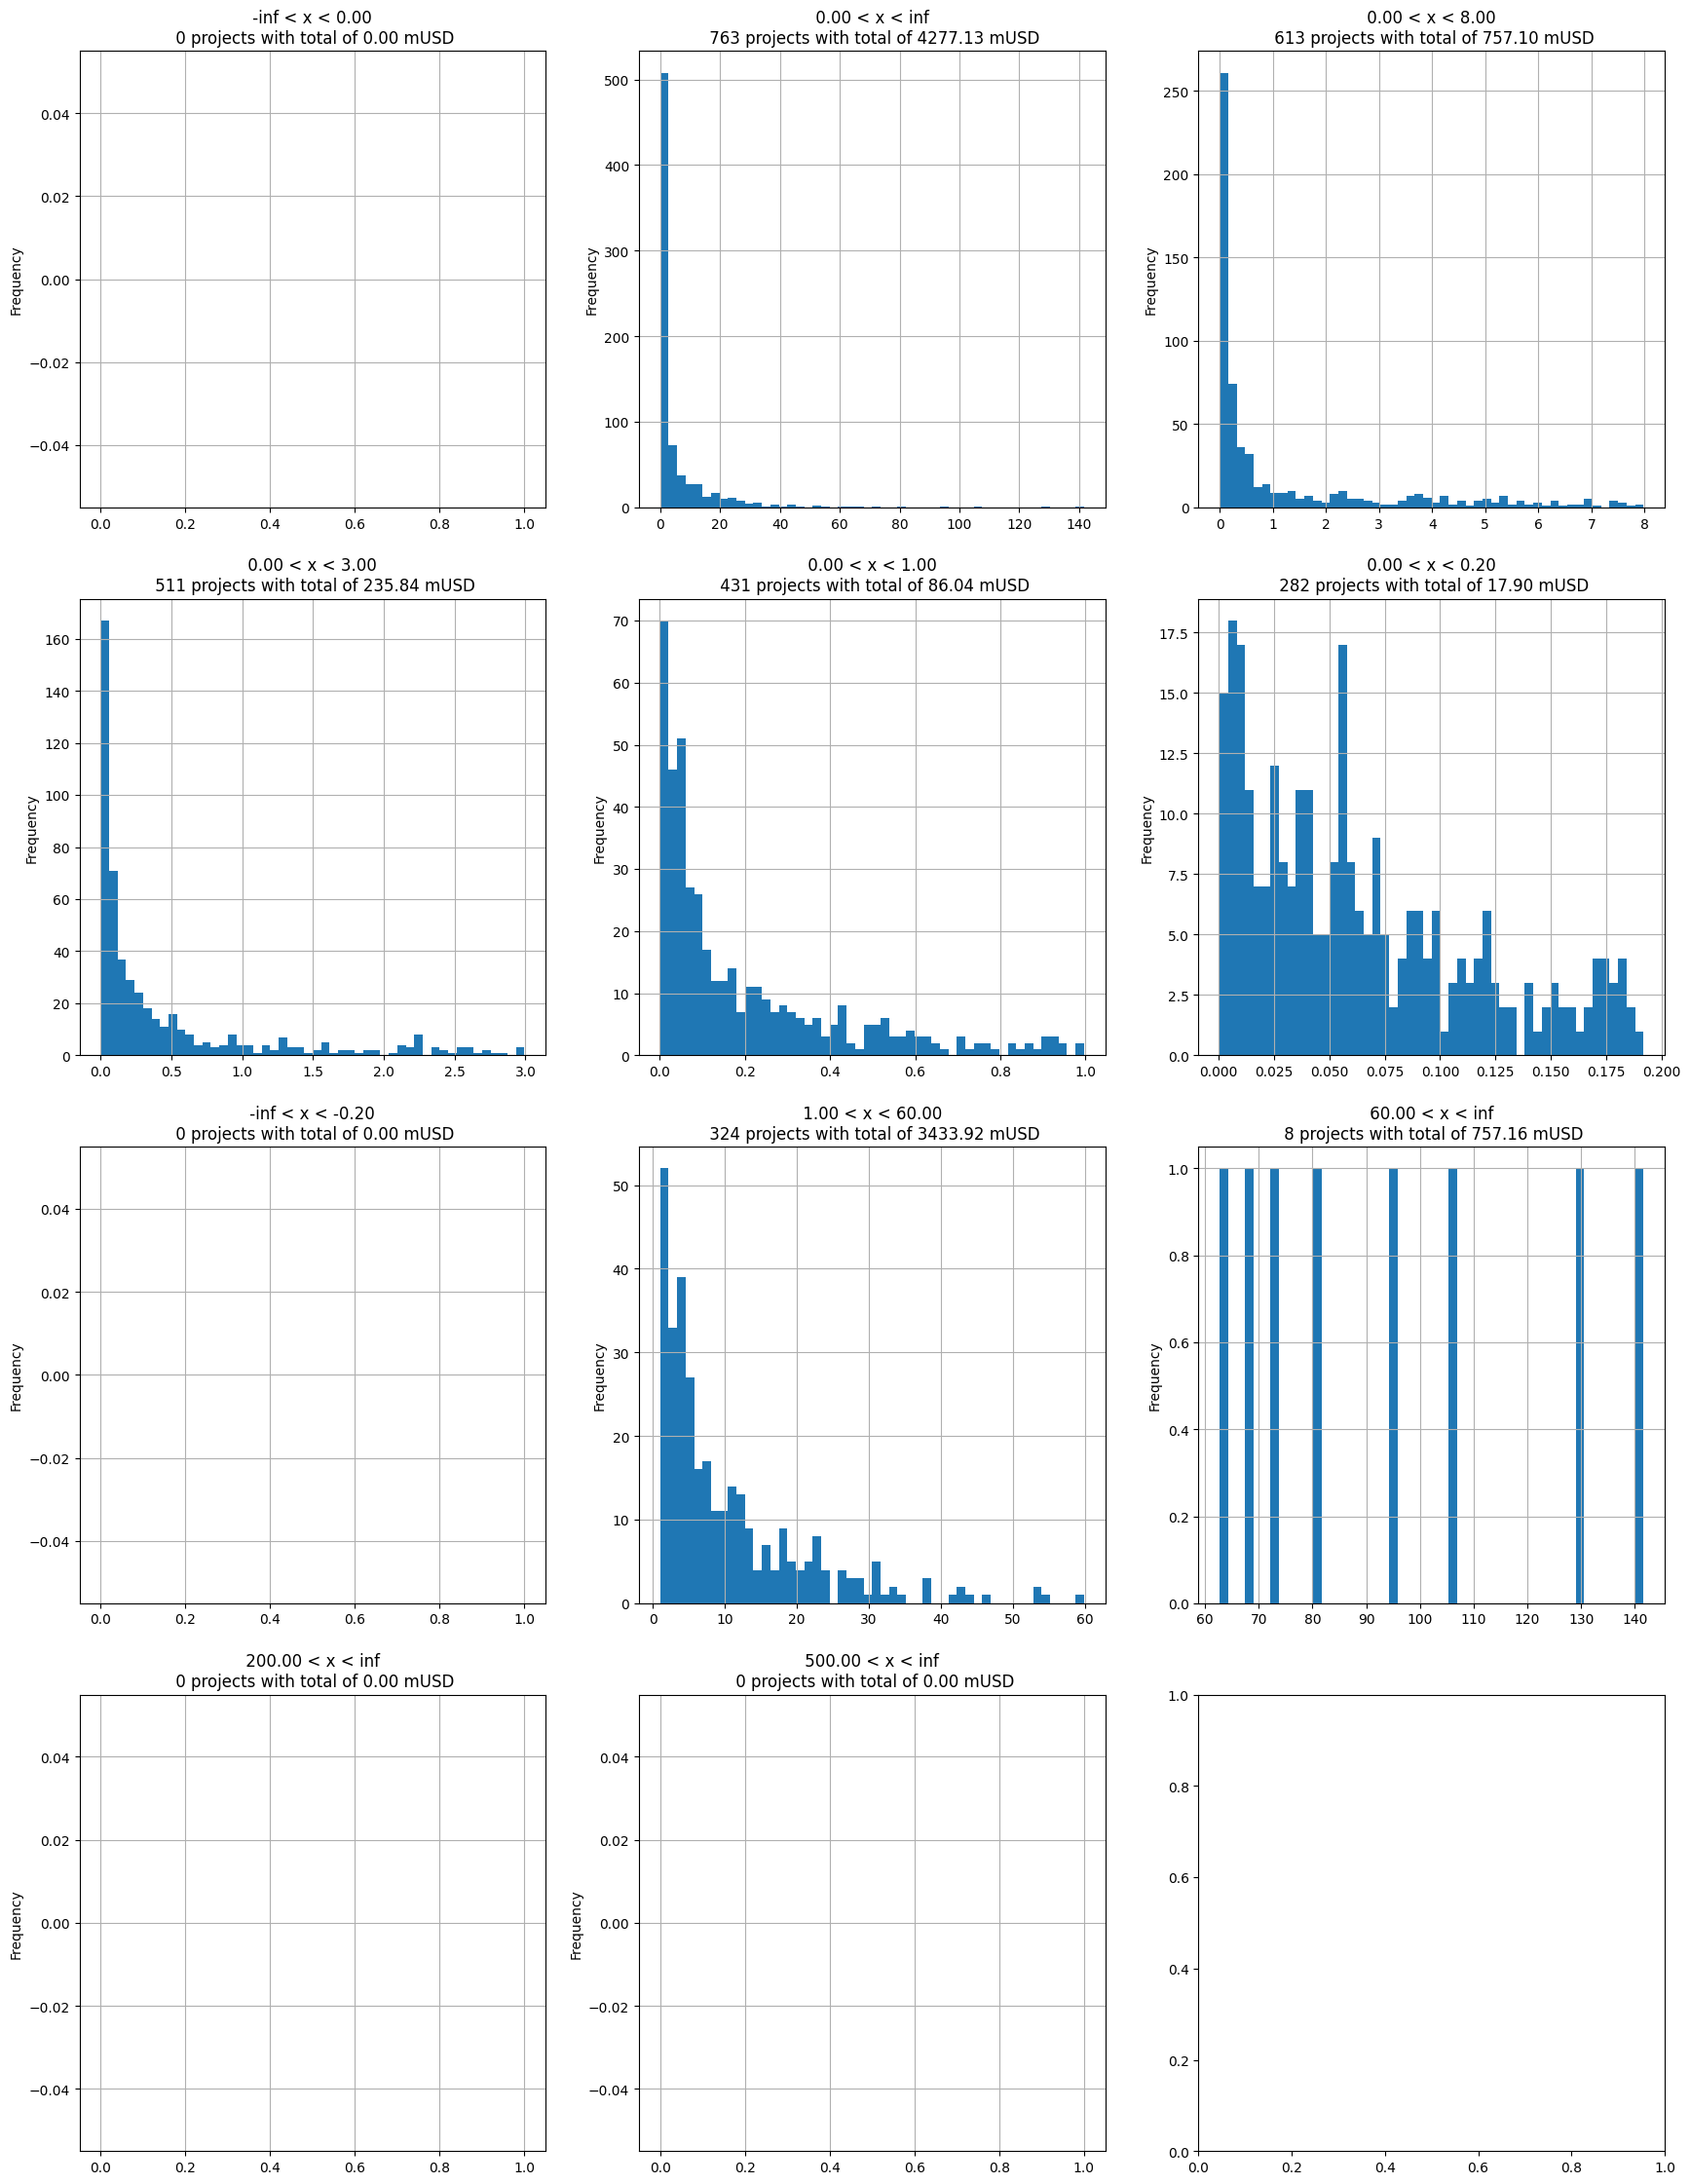 -inf < x < 0.00
0 projects with total of 0.00 mUSD
Frequency
0.04
0.02
0.00
−0.02
−0.04
0.0 0.2 0.4 0.6 0.8 1.0
0.00 < x < inf
763 projects with total of 4277.13 mUSD
Frequency
500
400
300
200
100
0
0 20 40 60 80 100 120 140
0.00 < x < 8.00
613 projects with total of 757.10 mUSD
Frequency
250
200
150
100
50
0
0 1 2 3 4 5 6 7 8
0.00 < x < 3.00
511 projects with total of 235.84 mUSD
Frequency
160
140
120
100
80
60
40
20
0
0.0 0.5 1.0 1.5 2.0 2.5 3.0
0.00 < x < 1.00
431 projects with total of 86.04 mUSD
Frequency
70
60
50
40
30
20
10
0
0.0 0.2 0.4 0.6 0.8 1.0
0.00 < x < 0.20
282 projects with total of 17.90 mUSD
Frequency
17.5
15.0
12.5
10.0
7.5
5.0
2.5
0.0
0.000 0.025 0.050 0.075 0.100 0.125 0.150 0.175 0.200
-inf < x < -0.20
0 projects with total of 0.00 mUSD
Frequency
0.04
0.02
0.00
−0.02
−0.04
0.0 0.2 0.4 0.6 0.8 1.0
1.00 < x < 60.00
324 projects with total of 3433.92 mUSD
Frequency
50
40
30
20
10
0
0 10 20 30 40 50 60
60.00 < x < inf
8 projects with total of 757.16 mUSD
Frequency
1.0
0.8
0.6
0.4
0.2
0.0
60 70 80 90 100 110 120 130 140
200.00 < x < inf
0 projects with total of 0.00 mUSD
Frequency
0.04
0.02
0.00
−0.02
−0.04
0.0 0.2 0.4 0.6 0.8 1.0
500.00 < x < inf
0 projects with total of 0.00 mUSD
Frequency
0.04
0.02
0.00
−0.02
−0.04
0.0 0.2 0.4 0.6 0.8 1.0
1.0
0.8
0.6
0.4
0.2
0.0
0.0 0.2 0.4 0.6 0.8 1.0